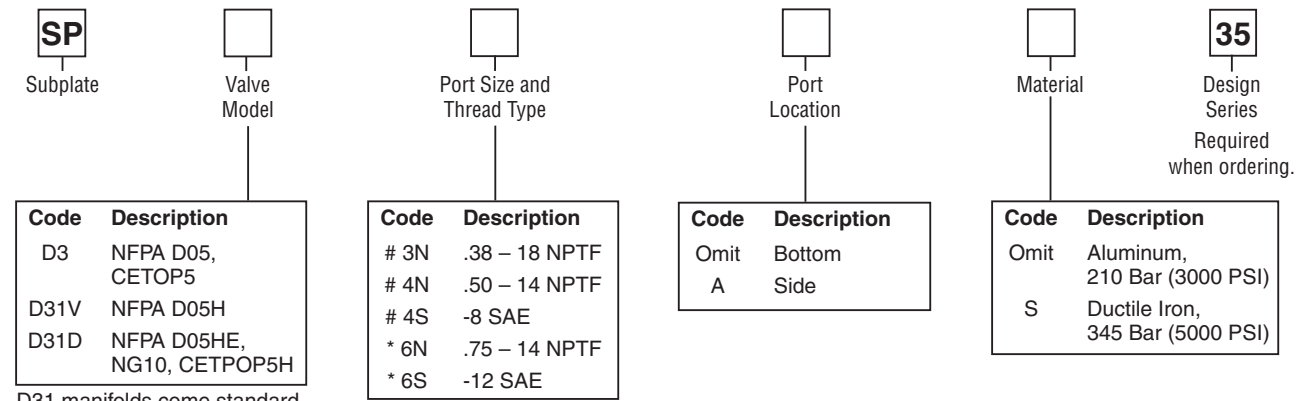 SP
35
Subplate
Valve
Model
Port Size and
Thread Type
Port
Location
Material
Design
Series
Required
when ordering.
Code Description
D3 NFPA D05,
CETOP5
D31V NFPA D05H
D31D NFPA D05HE,
NG10, CETPOP5H
D31 manifolds come standard
Code Description
# 3N .38 – 18 NPTF
# 4N .50 – 14 NPTF
# 4S -8 SAE
* 6N .75 – 14 NPTF
* 6S -12 SAE
Code Description
Omit Bottom
A Side
Code Description
Omit Aluminum,
210 Bar (3000 PSI)
S Ductile Iron,
345 Bar (5000 PSI)